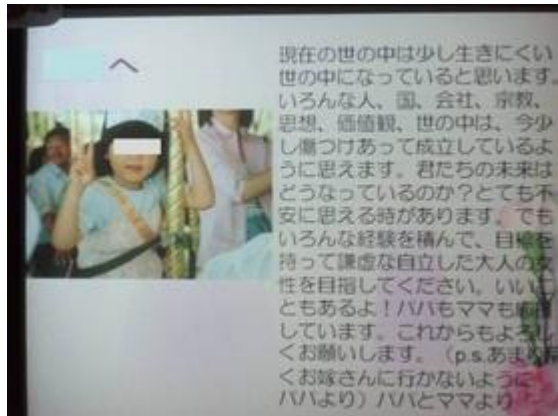 へ
現在の世の中は少し生きにくい
世の中になっていると思います
いろんな人、国、会社、宗教、
思想、価値観、世の中は、今少
し傷つけあって成立しているよ
うに思えます。君たちの未来は
どうなっているのか？とても不
安に思える時があります。でも
いろんな経験を積んで、目標を
持って謙虚な自立した大人の女
性を目指してください。いいこ
ともあるよ！パパもママも応援
しています。これからもよろし
くお願いします。（p.s.あまり早
くお嫁さんに行かないように
パパより）パパとママより